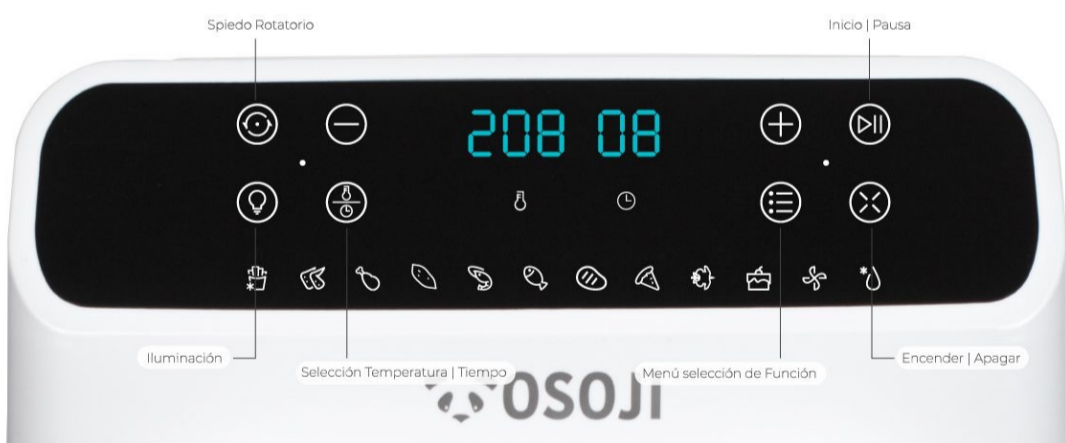 Spiedo Rotatorio
Inicio | Pausa
208 08
Iluminación
Selección Temperatura | Tiempo
Menú selección de Función
Encender | Apagar
OSOJI